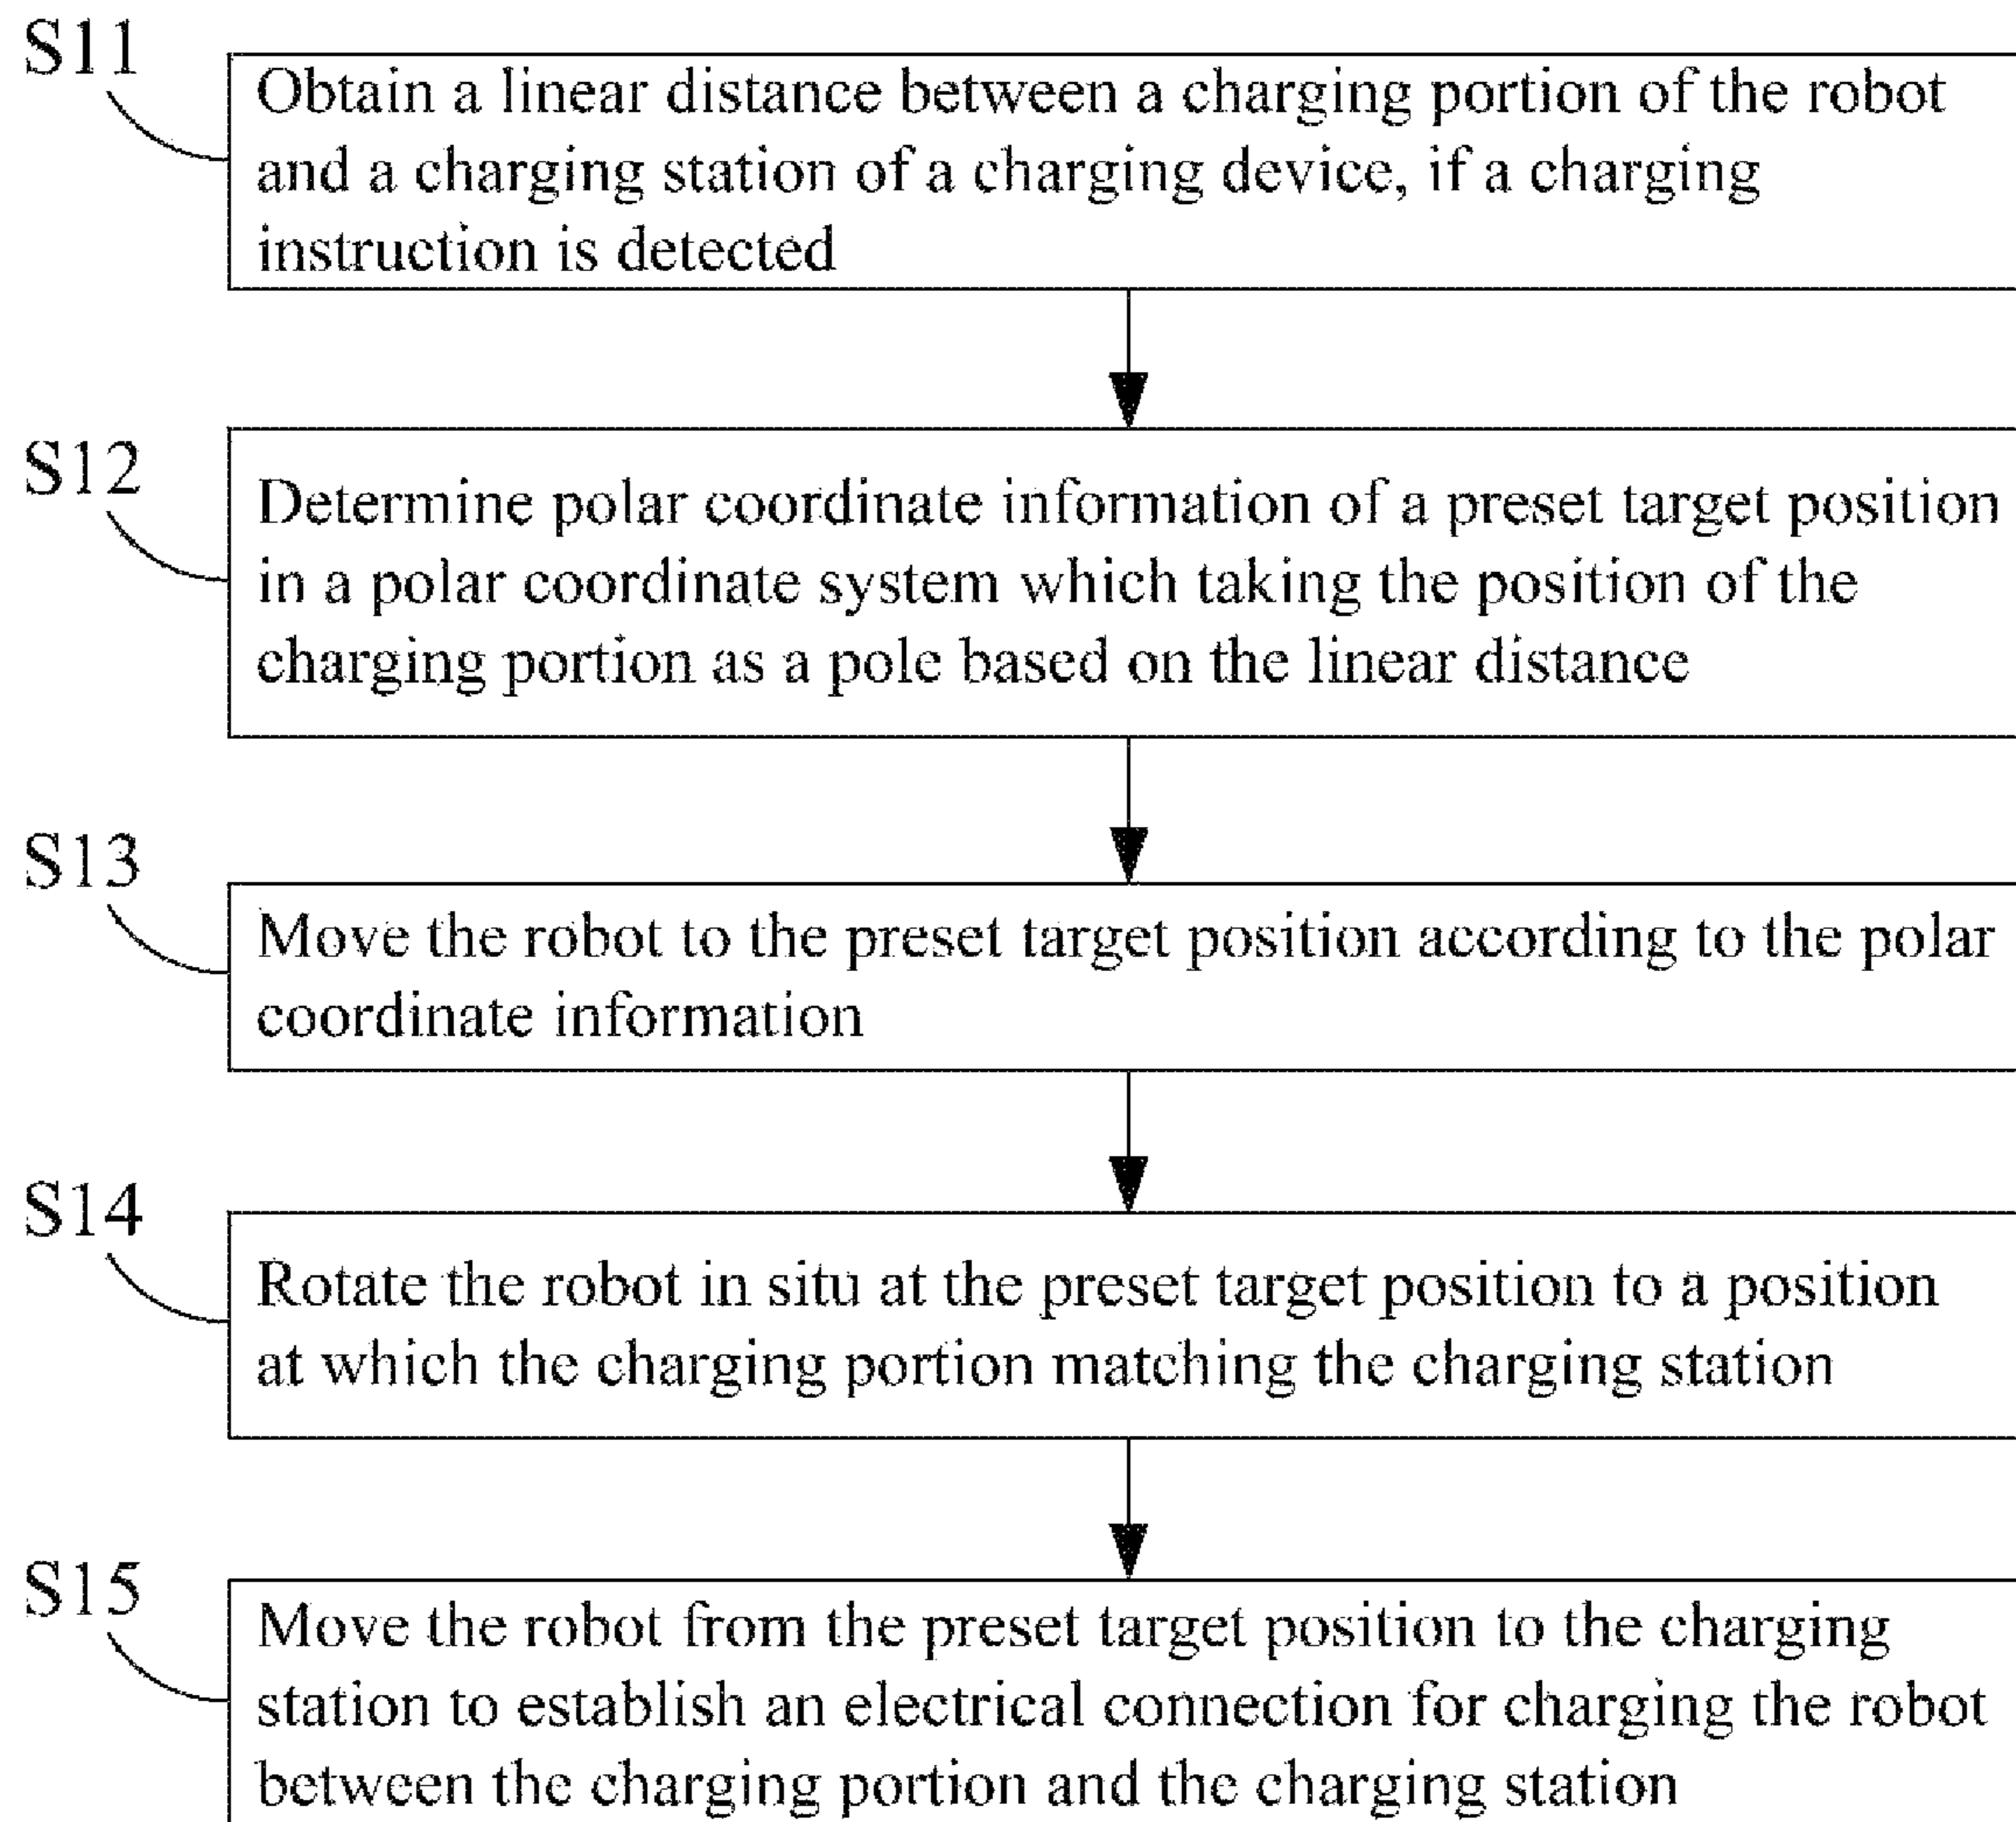 S11
Obtain a linear distance between a charging portion of the robot
and a charging station of a charging device, if a charging
instruction is detected
S12
Determine polar coordinate information of a preset target position
in a polar coordinate system which taking the position of the
charging portion as a pole based on the linear distance
S13
Move the robot to the preset target position according to the polar
coordinate information
S14
Rotate the robot in situ at the preset target position to a position
at which the charging portion matching the charging station
S15
Move the robot from the preset target position to the charging
station to establish an electrical connection for charging the robot
between the charging portion and the charging station